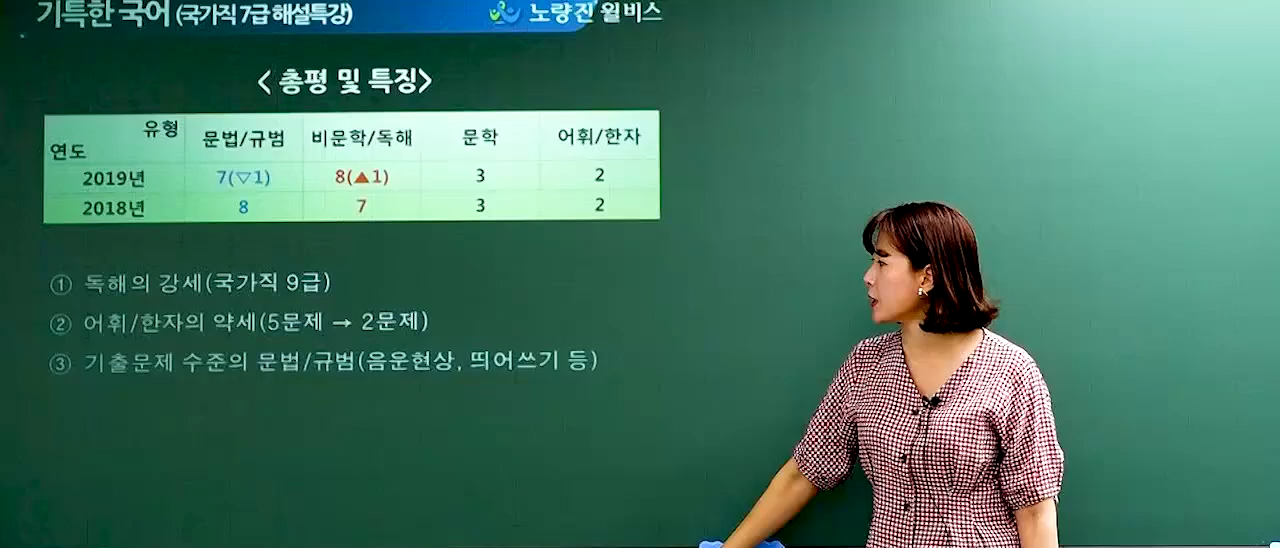 기특한 국어 (국가직 7급 해설특강) 노량진 윌비스
< 총평 및 특징>
유형 연도 문법/규범 비문학/독해 문학 어휘/한자
2019년 7(▽1) 8(▲1) 3 2
2018년 8 7 3 2
① 독해의 강세(국가직 9급)
② 어휘/한자의 약세(5문제 → 2문제)
③ 기출문제 수준의 문법/규범(음운현상, 띄어쓰기 등)